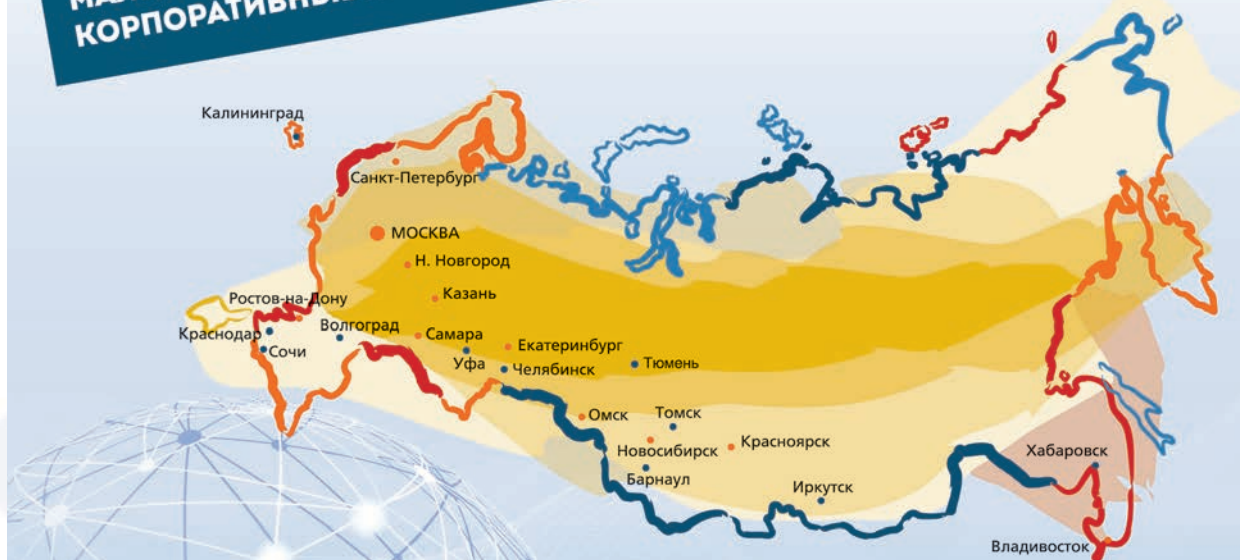 КОРПОРАТИВНЫ
Калининград
Санкт-Петербург
МОСКВА
Н. Новгород
Казань
Ростов-на-Дону
Краснодар
Волгоград
Самара
Сочи
Уфа
Екатеринбург
Челябинск
Тюмень
Омск
Томск
Новосибирск
Красноярск
Барнаул
Иркутск
Хабаровск
Владивосток